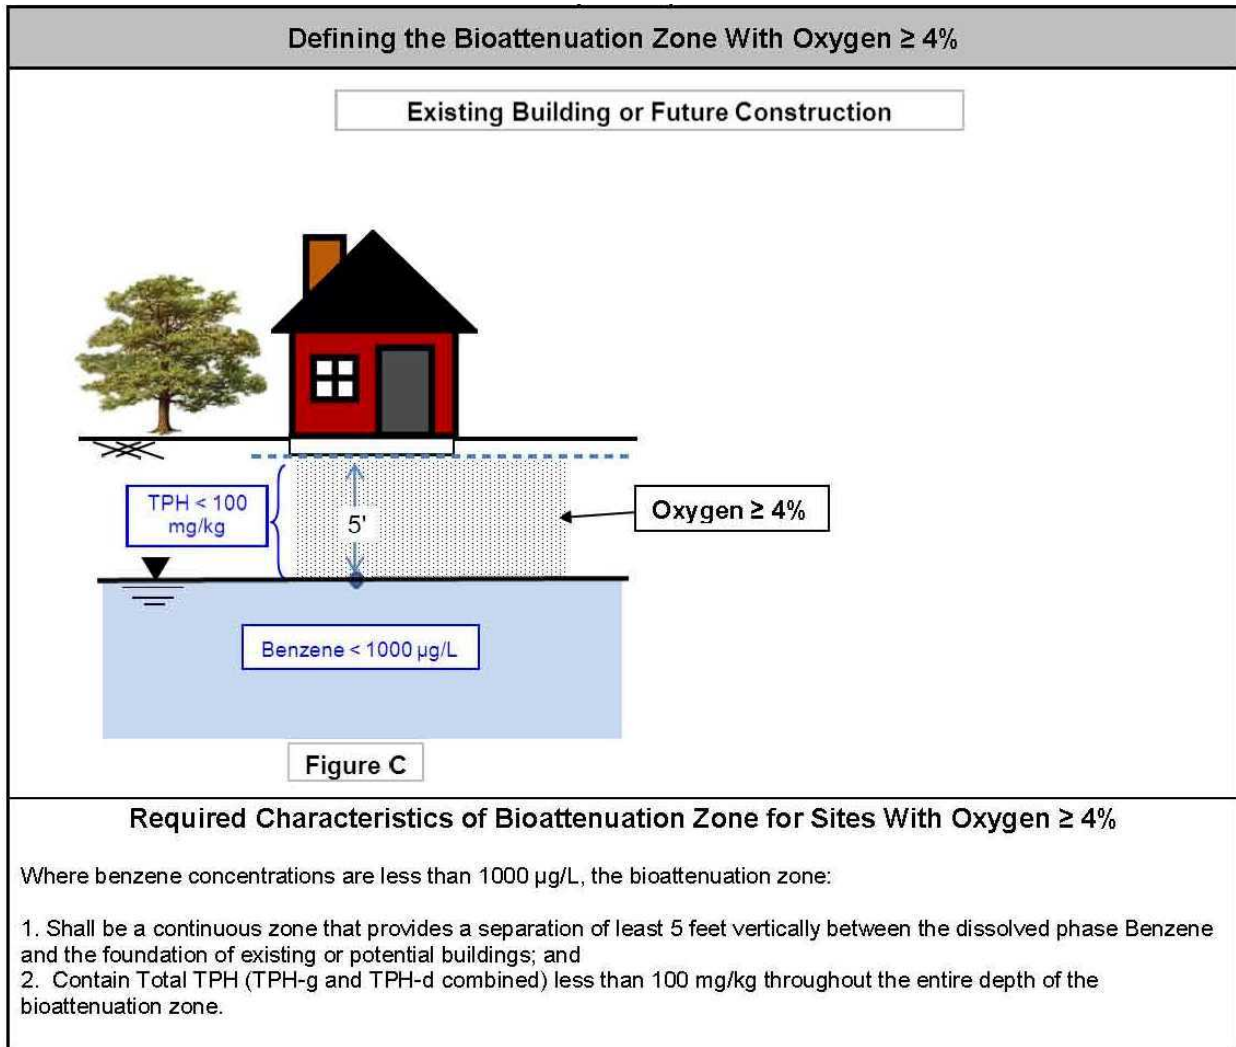 Defining the Bioattenuation Zone With Oxygen ≥ 4%
Existing Building or Future Construction
TPH < 100
mg/kg
5'
Oxygen ≥ 4%
Benzene < 1000 µg/L
Figure C
Required Characteristics of Bioattenuation Zone for Sites With Oxygen ≥ 4%
Where benzene concentrations are less than 1000 µg/L, the bioattenuation zone:
1. Shall be a continuous zone that provides a separation of least 5 feet vertically between the dissolved phase Benzene
and the foundation of existing or potential buildings; and
2. Contain Total TPH (TPH-g and TPH-d combined) less than 100 mg/kg throughout the entire depth of the
bioattenuation zone.